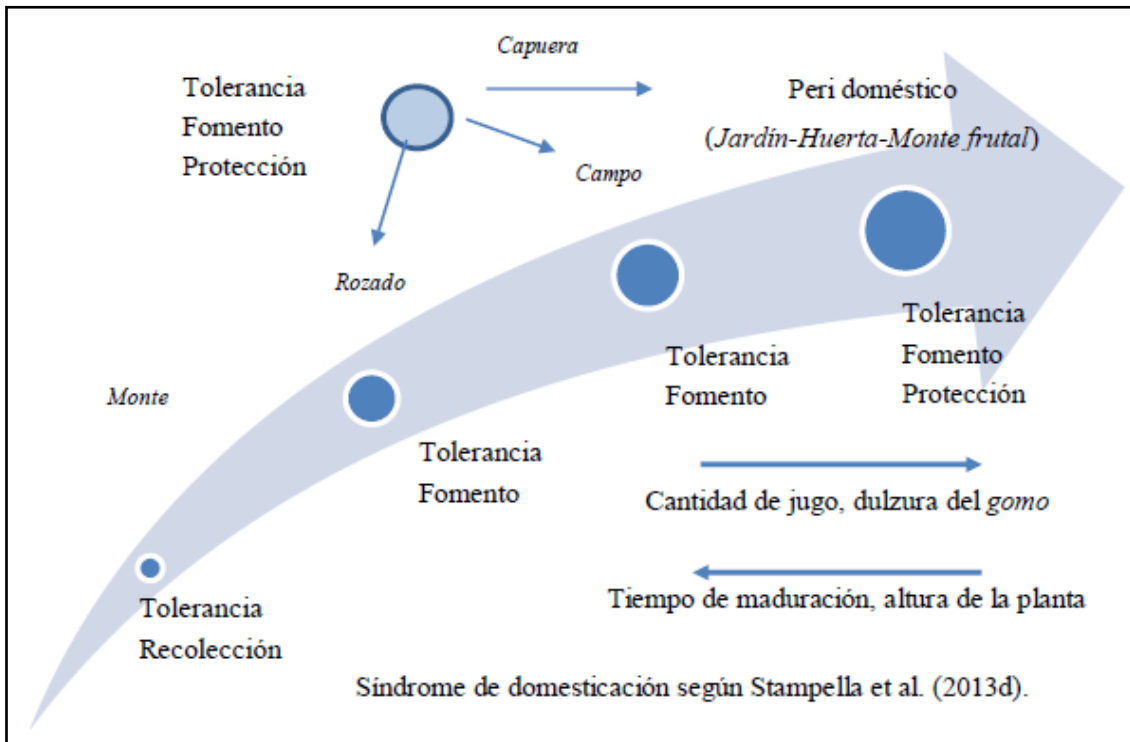 Capuera
Tolerancia
Fomento
Protección
Peri doméstico
(Jardín-Huerta-Monte frutal)
Campo
Rozado
Monte
Tolerancia
Fomento
Protección
Tolerancia
Fomento
Tolerancia
Fomento
Cantidad de jugo, dulzura del gomo
Tolerancia
Recolección
Tiempo de maduración, altura de la planta
Síndrome de domesticación según Stampella et al. (2013d).